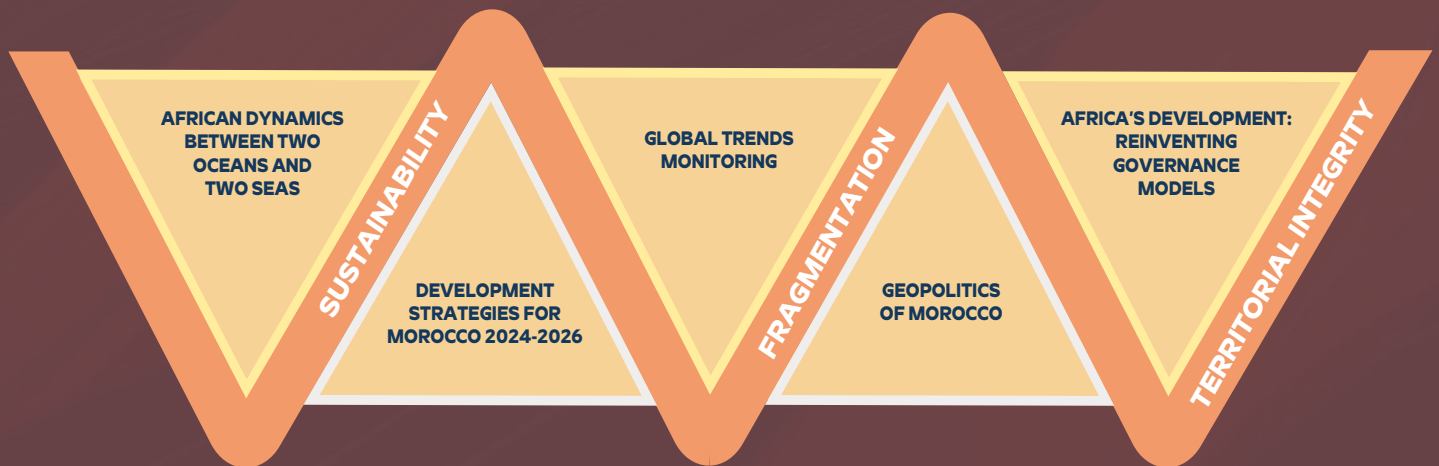 AFRICAN DYNAMICS
BETWEEN TWO
OCEANS AND
TWO SEAS
SUSTAINABILITY
DEVELOPMENT
STRATEGIES FOR
MOROCCO 2024-2026
GLOBAL TRENDS
MONITORING
FRAGMENTATION
GEOPOLITICS
OF MOROCCO
AFRICA'S DEVELOPMENT:
REINVENTING
GOVERNANCE
MODELS
TERRITORIAL INTEGRITY